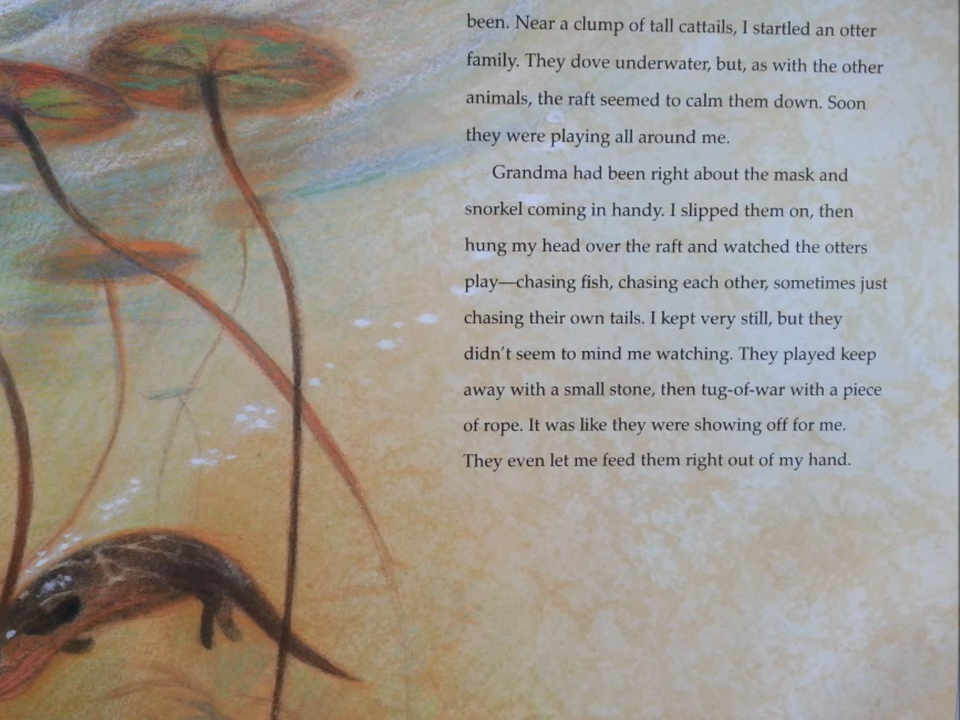 been. Near a clump of tall cattails, I startled an otter
family. They dove underwater, but, as with the other
animals, the raft seemed to calm them down. Soon
they were playing all around me.
Grandma had been right about the mask and
snorkel coming in handy. I slipped them on, then
hung my head over the raft and watched the otters
play—chasing fish, chasing each other, sometimes just
chasing their own tails. I kept very still, but they
didn't seem to mind me watching. They played keep
away with a small stone, then tug-of-war with a piece
of rope. It was like they were showing off for me.
They even let me feed them right out of my hand.